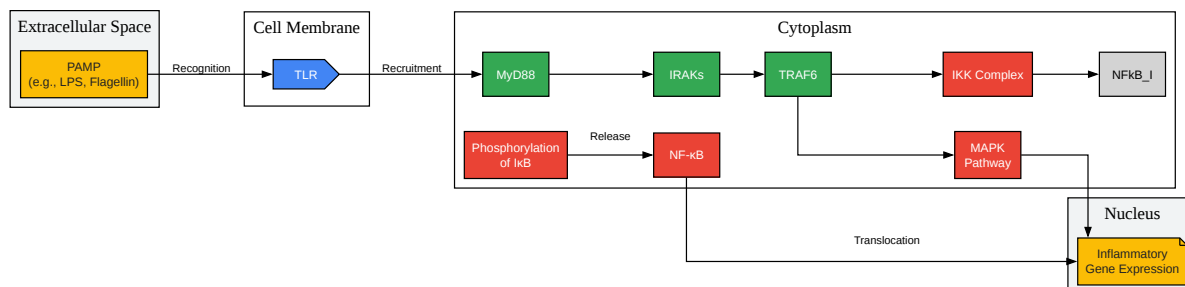 Extracellular Space
Cell Membrane
Cytoplasm
PAMP
(e.g., LPS, Flagellin)
Recognition
TLR
Recruitment
MyD88
IRAKs
TRAF6
IKK Complex
NFkB_I
Phosphorylation
of IκB
Release
NF-κB
MAPK
Pathway
Nucleus
Translocation
Inflammatory
Gene Expression